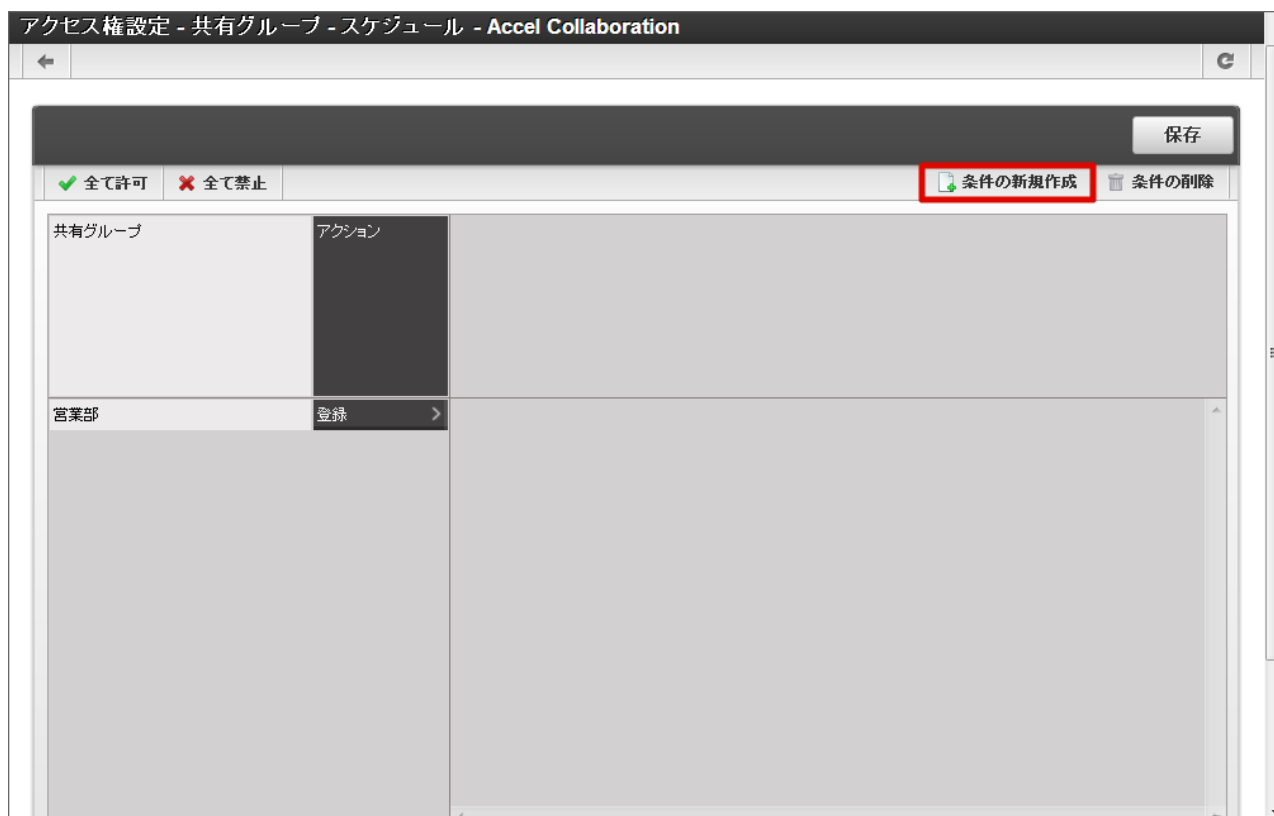 アクセス権設定 - 共有グループ - スケジュール - Accel Collaboration
保存
全て許可 全て禁止 条件の新規作成 条件の削除
共有グループ アクション
営業部 登録